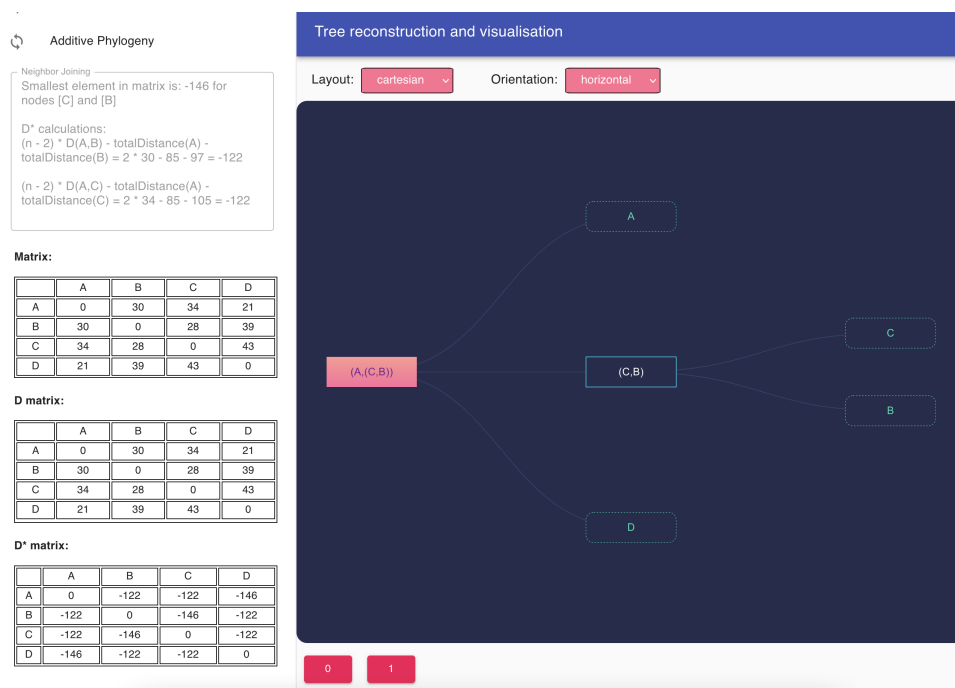 Additive Phylogeny
Neighbor Joining
Smallest element in matrix is: -146 for
nodes [C] and [B]
D* calculations:
(n - 2) * D(A,B) - totalDistance(A) -
totalDistance(B) = 2 * 30 - 85 - 97 = -122
(n - 2) * D(A,C) - totalDistance(A) -
totalDistance(C) = 2 * 34 - 85 - 105 = -122
Matrix:
A B C D
A 0 30 34 21
B 30 0 28 39
C 34 28 0 43
D 21 39 43 0
D matrix:
A B C D
A 0 30 34 21
B 30 0 28 39
C 34 28 0 43
D 21 39 43 0
D* matrix:
A B C D
A 0 -122 -122 -146
B -122 0 -146 -122
C -122 -146 0 -122
D -146 -122 -122 0
Tree reconstruction and visualisation
Layout: cartesian Orientation: horizontal
A
C
(A,(C,B)) (C,B)
B
D
0 1